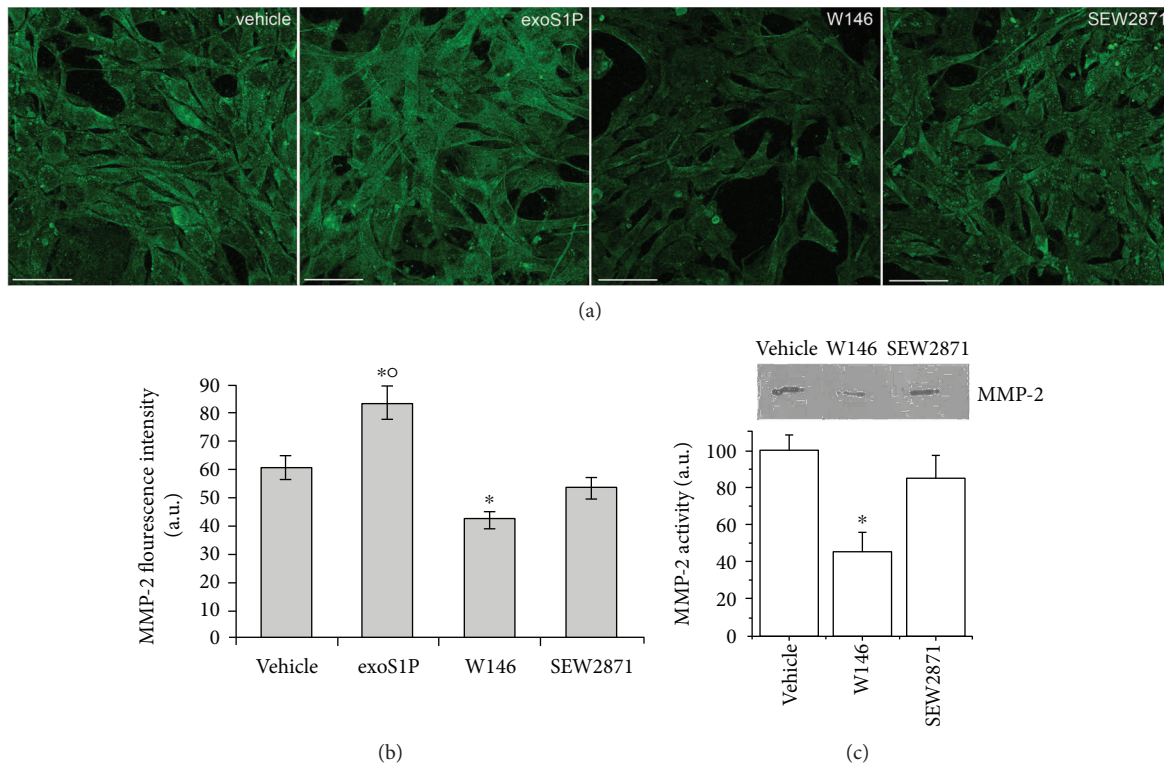 vehicle
exoS1P
W146
SEW2871
(a)
MMP-2 flourescence intensity
(a.u.)
90
80
70
60
50
40
30
20
10
0
*○
*
Vehicle
exoS1P
W146
SEW2871
(b)
Vehicle W146 SEW2871
MMP-2
MMP-2 activity (a.u.)
100
80
60
40
20
0
*
Vehicle
W146
SEW2871
(c)